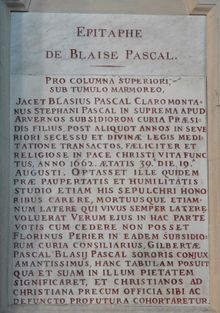 EPITAPHE
DE BLAISE PASCAL.
PRO COLUMNA SUPERIORI,
SUB TUMULO MARMOREO,
JACET BLASIUS PASCAL CLAROMONTA-
NUS STEPHANI PASCAL IN SUPREMA APUD
ARVERNOS SUBSIDIORUM CURIA PRÆSI-
DIS FILIUS, POST ALIQUOT ANNOS IN SEVE-
RIORI SECESSU ET DIVINÆ LEGIS MEDI-
TATIONE TRANSACTOS, FÆLICITER ET
RELIGIOSE IN PACE CHRISTI VITA FUNC-
TUS, ANNO 1662. ÆTATIS 39. DIE 19.
AUGUSTI. OPTASSET ILLE QUIDEM
PRÆ PAUPERTATIS ET HUMILITATIS
STUDIO ETIAM HIS SEPULCHRI HONO
RIBUS CARERE, MORTUUSQUE ETIAM-
NUM LATERE QUI VIVUS SEMPER LATERE
VOLUERAT VERUM EJUS IN HAC PARTE
VOTIS CUM CEDERE NON POSSET
FLORINUS PERIER IN EADEM SUBSIDIO-
RUM CURIA CONSILIARIUS, GILBERTÆ
PASCAL BLASIJ PASCAL SORORIS CONJUX
AMANTISSIMUS, HANC TABULAM POSUIT
QUA ET SUAM IN ILLUM PIETATEM
SIGNIFICARET, ET CHRISTIANOS AD
CHRISTIANA PRECUM OFFICIA SIBI AC
DEFUNCTO PROFUTURA COHORTARETUR.